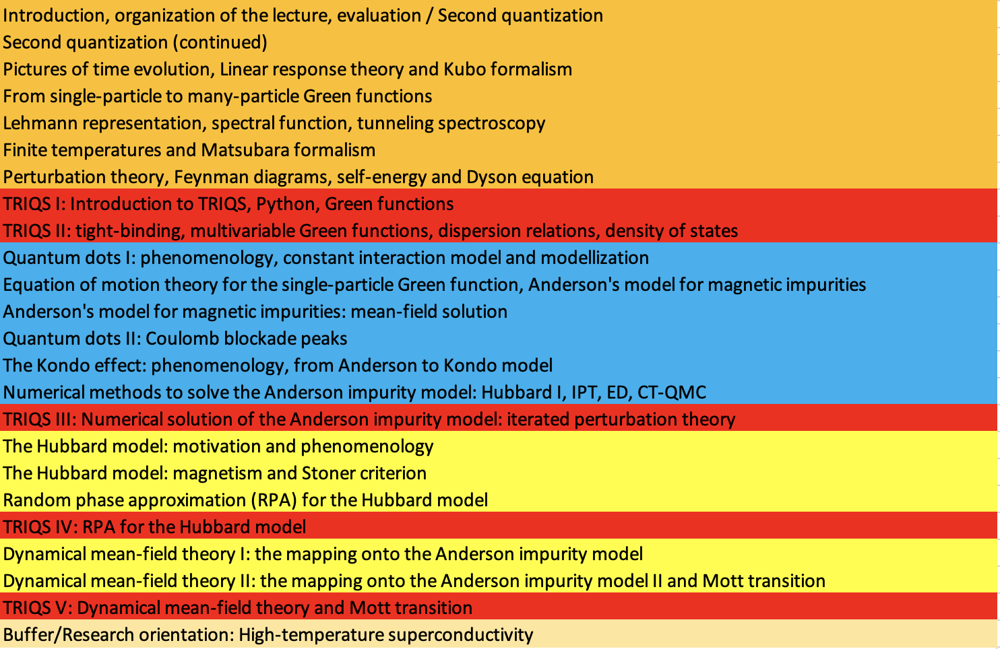 Introduction, organization of the lecture, evaluation / Second quantization
Second quantization (continued)
Pictures of time evolution, Linear response theory and Kubo formalism
From single-particle to many-particle Green functions
Lehmann representation, spectral function, tunneling spectroscopy
Finite temperatures and Matsubara formalism
Perturbation theory, Feynman diagrams, self-energy and Dyson equation
TRIQS I: Introduction to TRIQS, Python, Green functions
TRIQS II: tight-binding, multivariable Green functions, dispersion relations, density of states
Quantum dots I: phenomenology, constant interaction model and modellization
Equation of motion theory for the single-particle Green function, Anderson's model for magnetic impurities
Anderson's model for magnetic impurities: mean-field solution
Quantum dots II: Coulomb blockade peaks
The Kondo effect: phenomenology, from Anderson to Kondo model
Numerical methods to solve the Anderson impurity model: Hubbard I, IPT, ED, CT-QMC
TRIQS III: Numerical solution of the Anderson impurity model: iterated perturbation theory
The Hubbard model: motivation and phenomenology
The Hubbard model: magnetism and Stoner criterion
Random phase approximation (RPA) for the Hubbard model
TRIQS IV: RPA for the Hubbard model
Dynamical mean-field theory I: the mapping onto the Anderson impurity model
Dynamical mean-field theory II: the mapping onto the Anderson impurity model II and Mott transition
TRIQS V: Dynamical mean-field theory and Mott transition
Buffer/Research orientation: High-temperature superconductivity